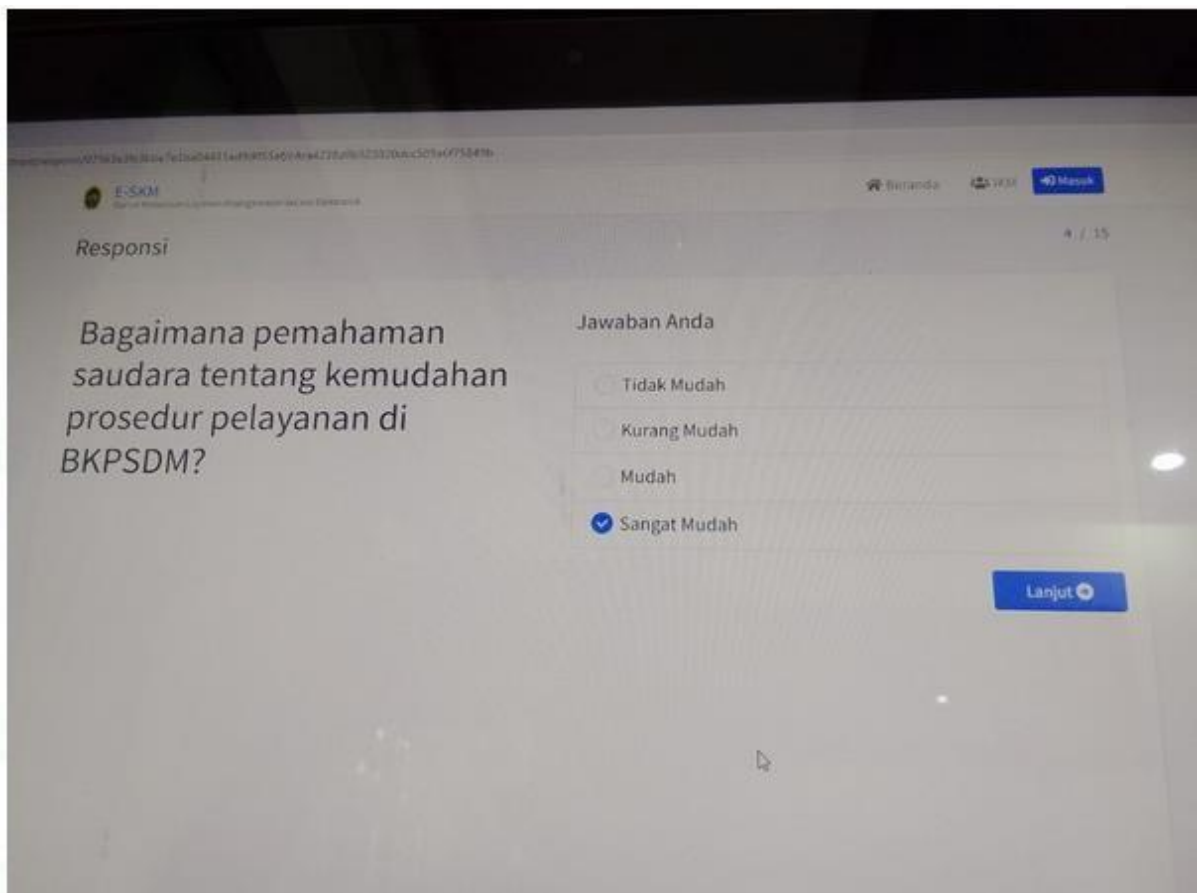 E-SKM
Beranda
IKM
Masuk
Responsi
4 / 15
Bagaimana pemahaman
saudara tentang kemudahan
prosedur pelayanan di
BKPSDM?
Jawaban Anda
Tidak Mudah
Kurang Mudah
Mudah
Sangat Mudah
Lanjut